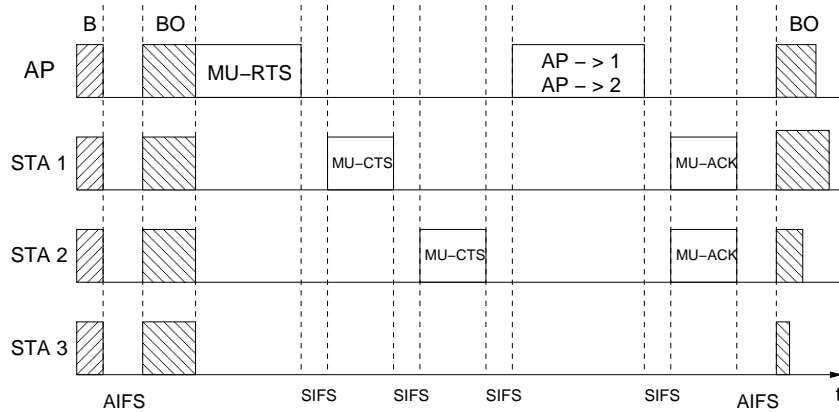 B BO BO
AP MU−RTS AP − > 1
AP − > 2
STA 1 MU−CTS MU−ACK
STA 2 MU−CTS MU−ACK
STA 3
AIFS SIFS SIFS SIFS SIFS AIFS t